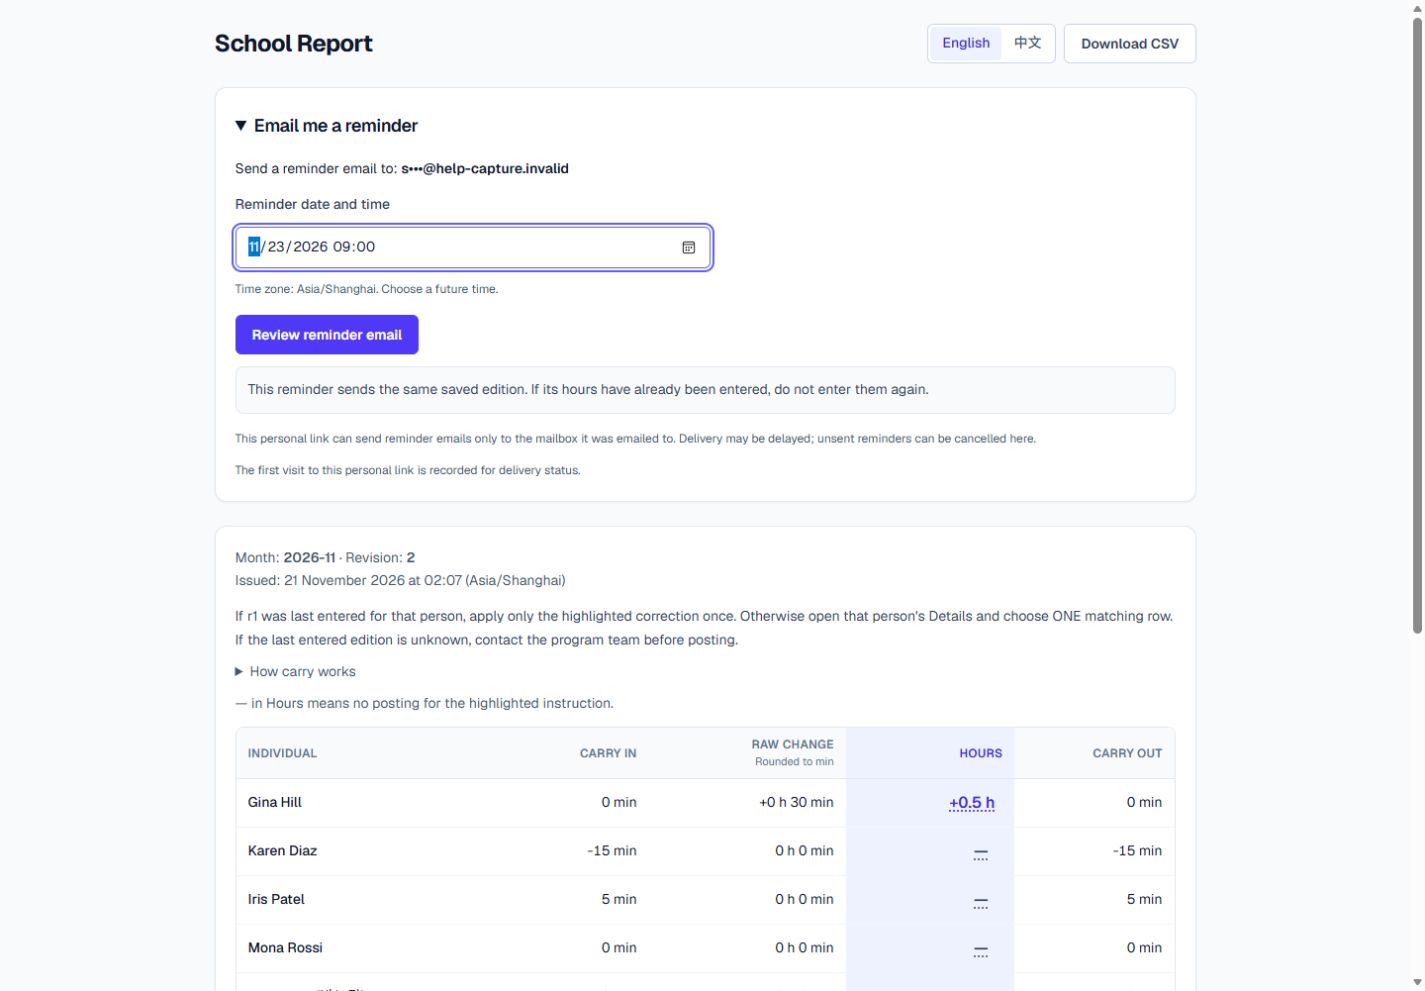 School Report
English 中文 Download CSV
▼ Email me a reminder
Send a reminder email to: s•••@help-capture.invalid
Reminder date and time
11/23/2026 09:00
Time zone: Asia/Shanghai. Choose a future time.
Review reminder email
This reminder sends the same saved edition. If its hours have already been entered, do not enter them again.
This personal link can send reminder emails only to the mailbox it was emailed to. Delivery may be delayed; unsent reminders can be cancelled here.
The first visit to this personal link is recorded for delivery status.
Month: 2026-11 · Revision: 2
Issued: 21 November 2026 at 02:07 (Asia/Shanghai)
If r1 was last entered for that person, apply only the highlighted correction once. Otherwise open that person's Details and choose ONE matching row.
If the last entered edition is unknown, contact the program team before posting.
▶ How carry works
— in Hours means no posting for the highlighted instruction.
INDIVIDUAL CARRY IN RAW CHANGE Rounded to min HOURS CARRY OUT
Gina Hill 0 min +0 h 30 min +0.5 h 0 min
Karen Diaz -15 min 0 h 0 min — -15 min
Iris Patel 5 min 0 h 0 min — 5 min
Mona Rossi 0 min 0 h 0 min — 0 min